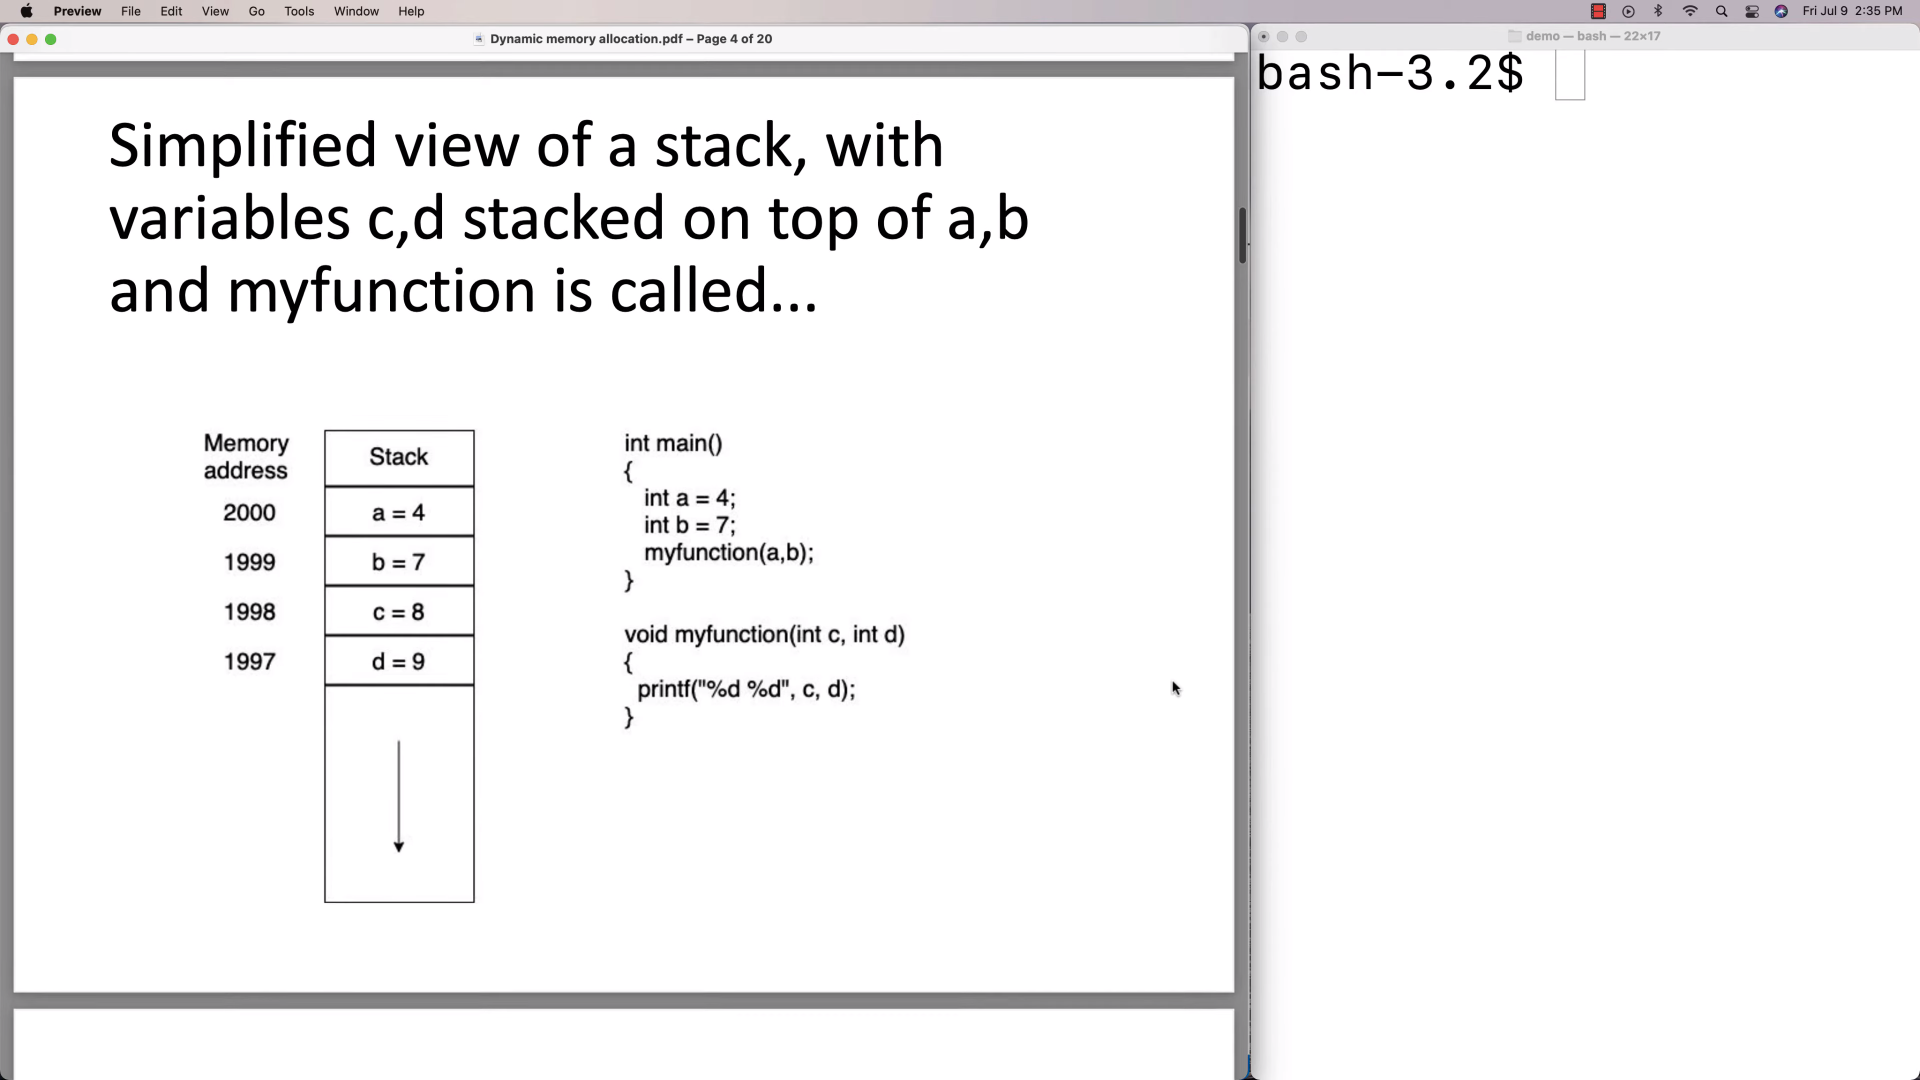 Preview File Edit View Go Tools Window Help
Fri Jul 9 2:35 PM
Dynamic memory allocation.pdf – Page 4 of 20
demo — bash — 22×17
bash-3.2$
Simplified view of a stack, with
variables c,d stacked on top of a,b
and myfunction is called...
Memory
address
Stack
2000 a = 4
1999 b = 7
1998 c = 8
1997 d = 9
int main()
{
int a = 4;
int b = 7;
myfunction(a,b);
}
void myfunction(int c, int d)
{
printf("%d %d", c, d);
}